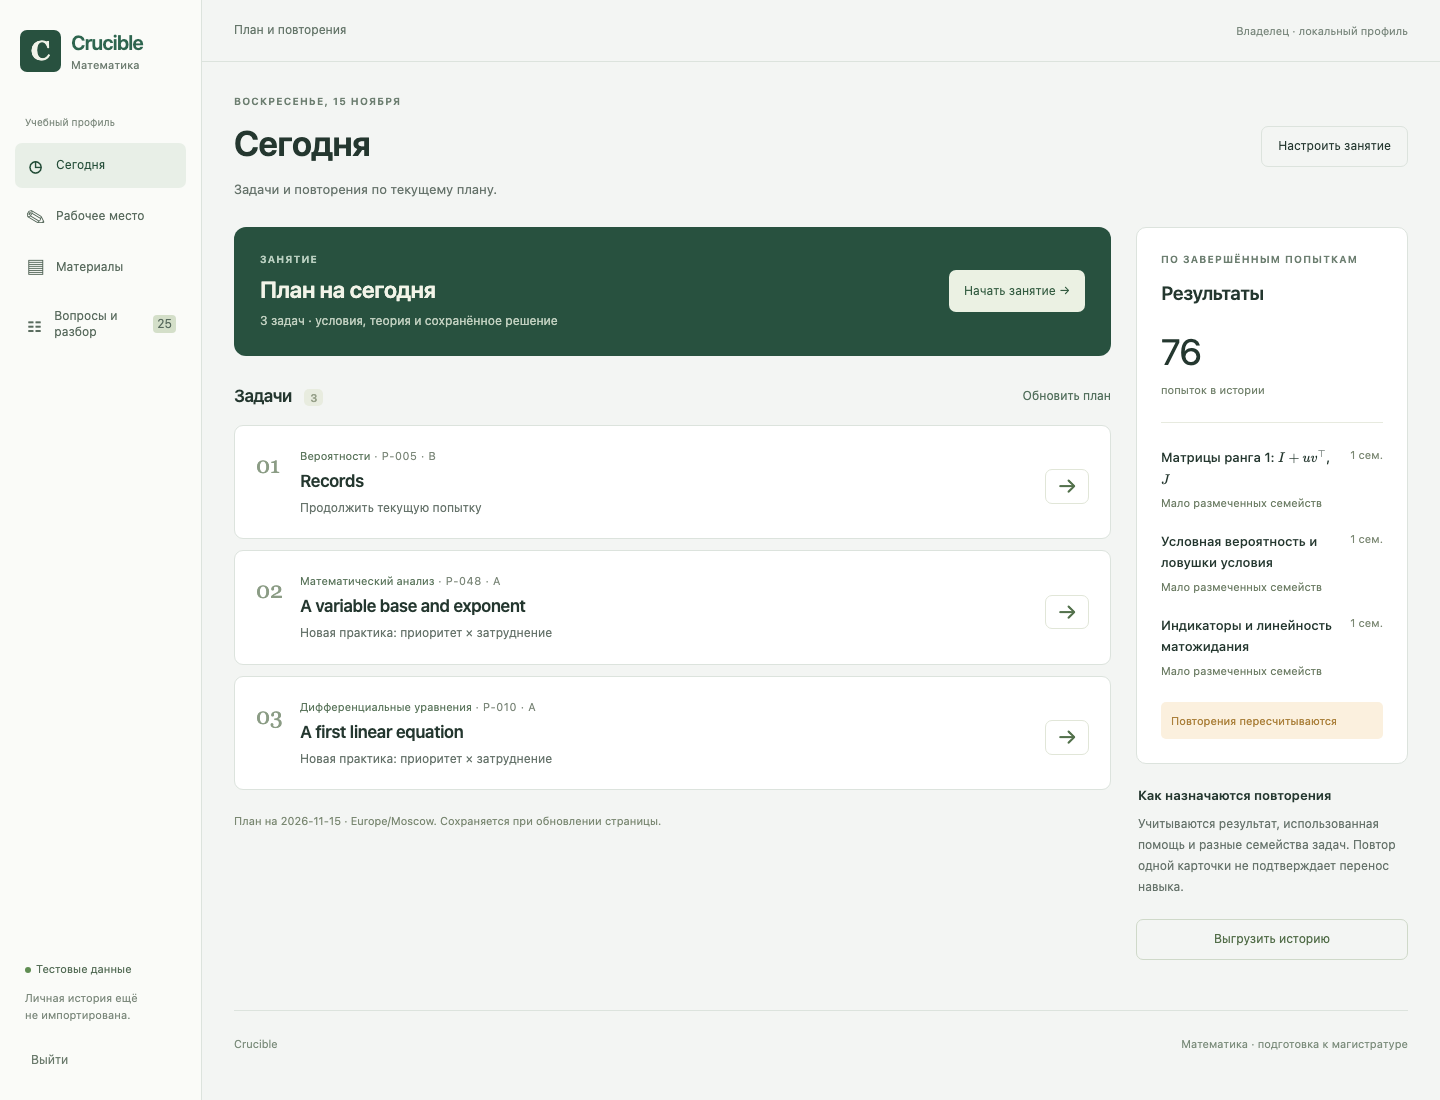 C
Crucible
Математика
Учебный профиль
Сегодня
Рабочее место
Материалы
Вопросы и
разбор
25
Тестовые данные
Личная история ещё
не импортирована.
Выйти
План и повторения
Владелец · локальный профиль
ВОСКРЕСЕНЬЕ, 15 НОЯБРЯ
Сегодня
Задачи и повторения по текущему плану.
Настроить занятие
ЗАНЯТИЕ
План на сегодня
3 задач · условия, теория и сохранённое решение
Начать занятие →
Задачи 3
Обновить план
01
Вероятности · P-005 · B
Records
Продолжить текущую попытку
→
02
Математический анализ · P-048 · A
A variable base and exponent
Новая практика: приоритет × затруднение
→
03
Дифференциальные уравнения · P-010 · A
A first linear equation
Новая практика: приоритет × затруднение
→
План на 2026-11-15 · Europe/Moscow. Сохраняется при обновлении страницы.
ПО ЗАВЕРШЁННЫМ ПОПЫТКАМ
Результаты
76
попыток в истории
Матрицы ранга 1: I + uv⊤, 1 сем.
J
Мало размеченных семейств
Условная вероятность и 1 сем.
ловушки условия
Мало размеченных семейств
Индикаторы и линейность 1 сем.
матожидания
Мало размеченных семейств
Повторения пересчитываются
Как назначаются повторения
Учитываются результат, использованная
помощь и разные семейства задач. Повтор
одной карточки не подтверждает перенос
навыка.
Выгрузить историю
Crucible
Математика · подготовка к магистратуре